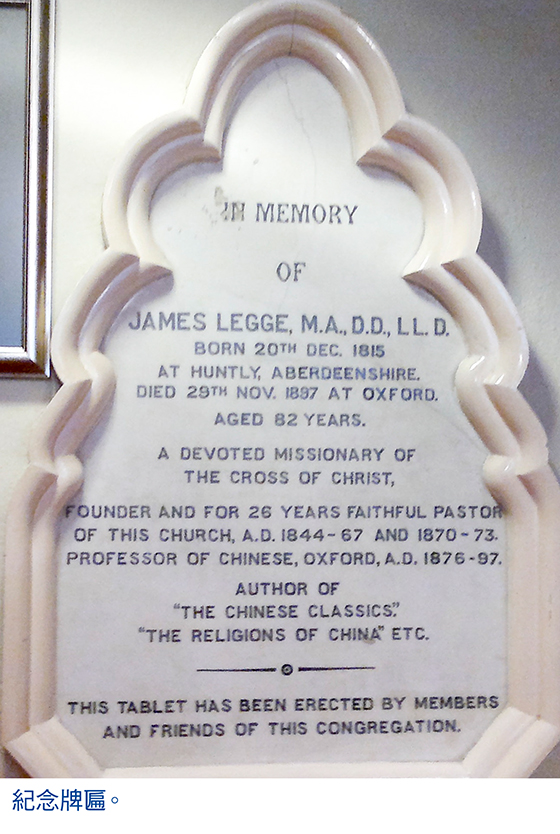 IN MEMORY
OF
JAMES LEGGE, M.A., D.D., LL.D.
BORN 20TH DEC. 1815
AT HUNTLY, ABERDEENSHIRE.
DIED 29TH NOV. 1897 AT OXFORD.
AGED 82 YEARS.
A DEVOTED MISSIONARY OF
THE CROSS OF CHRIST,
FOUNDER AND FOR 26 YEARS FAITHFUL PASTOR
OF THIS CHURCH, A.D. 1844-67 AND 1870-73.
PROFESSOR OF CHINESE, OXFORD, A.D. 1876-97.
AUTHOR OF
"THE CHINESE CLASSICS."
"THE RELIGIONS OF CHINA" ETC.
THIS TABLET HAS BEEN ERECTED BY MEMBERS
AND FRIENDS OF THIS CONGREGATION.
紀念牌匾。